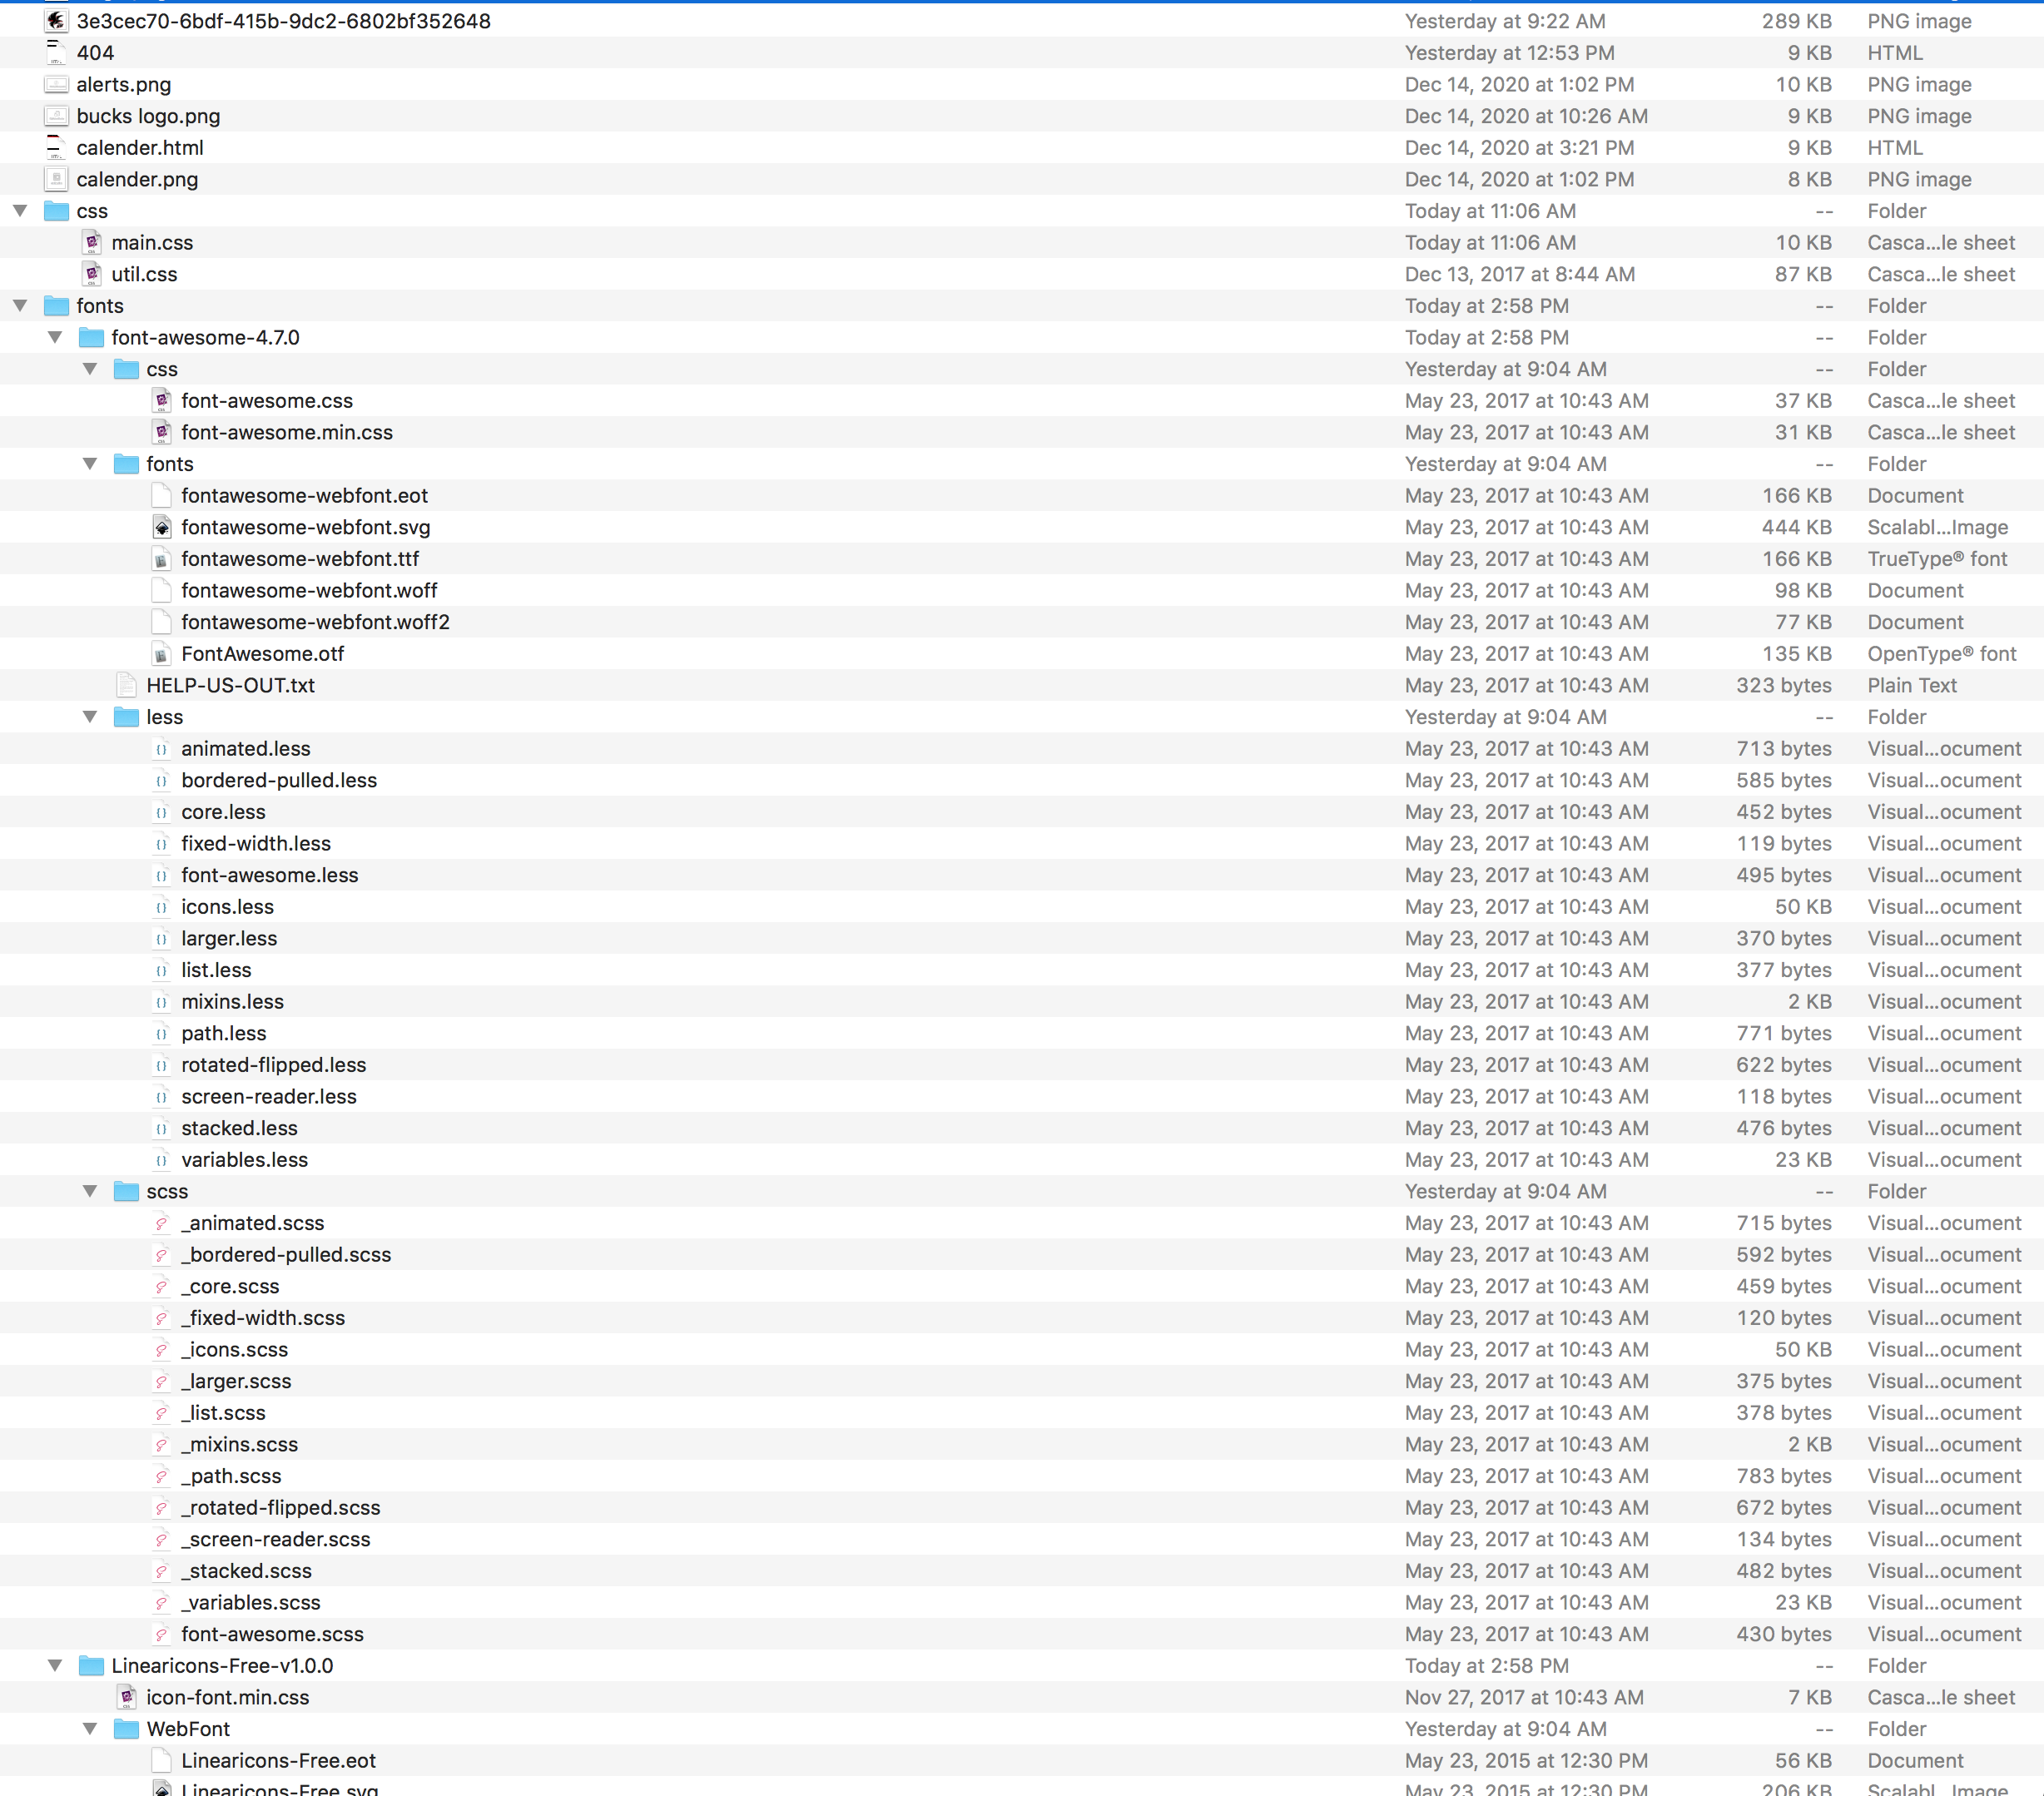 3e3cec70-6bdf-415b-9dc2-6802bf352648 Yesterday at 9:22 AM 289 KB PNG image
404 Yesterday at 12:53 PM 9 KB HTML
alerts.png Dec 14, 2020 at 1:02 PM 10 KB PNG image
bucks logo.png Dec 14, 2020 at 10:26 AM 9 KB PNG image
calender.html Dec 14, 2020 at 3:21 PM 9 KB HTML
calender.png Dec 14, 2020 at 1:02 PM 8 KB PNG image
css Today at 11:06 AM -- Folder
main.css Today at 11:06 AM 10 KB Casca...le sheet
util.css Dec 13, 2017 at 8:44 AM 87 KB Casca...le sheet
fonts Today at 2:58 PM -- Folder
font-awesome-4.7.0 Today at 2:58 PM -- Folder
css Yesterday at 9:04 AM -- Folder
font-awesome.css May 23, 2017 at 10:43 AM 37 KB Casca...le sheet
font-awesome.min.css May 23, 2017 at 10:43 AM 31 KB Casca...le sheet
fonts Yesterday at 9:04 AM -- Folder
fontawesome-webfont.eot May 23, 2017 at 10:43 AM 166 KB Document
fontawesome-webfont.svg May 23, 2017 at 10:43 AM 444 KB Scalabl...Image
fontawesome-webfont.ttf May 23, 2017 at 10:43 AM 166 KB TrueType® font
fontawesome-webfont.woff May 23, 2017 at 10:43 AM 98 KB Document
fontawesome-webfont.woff2 May 23, 2017 at 10:43 AM 77 KB Document
FontAwesome.otf May 23, 2017 at 10:43 AM 135 KB OpenType® font
HELP-US-OUT.txt May 23, 2017 at 10:43 AM 323 bytes Plain Text
less Yesterday at 9:04 AM -- Folder
animated.less May 23, 2017 at 10:43 AM 713 bytes Visual...ocument
bordered-pulled.less May 23, 2017 at 10:43 AM 585 bytes Visual...ocument
core.less May 23, 2017 at 10:43 AM 452 bytes Visual...ocument
fixed-width.less May 23, 2017 at 10:43 AM 119 bytes Visual...ocument
font-awesome.less May 23, 2017 at 10:43 AM 495 bytes Visual...ocument
icons.less May 23, 2017 at 10:43 AM 50 KB Visual...ocument
larger.less May 23, 2017 at 10:43 AM 370 bytes Visual...ocument
list.less May 23, 2017 at 10:43 AM 377 bytes Visual...ocument
mixins.less May 23, 2017 at 10:43 AM 2 KB Visual...ocument
path.less May 23, 2017 at 10:43 AM 771 bytes Visual...ocument
rotated-flipped.less May 23, 2017 at 10:43 AM 622 bytes Visual...ocument
screen-reader.less May 23, 2017 at 10:43 AM 118 bytes Visual...ocument
stacked.less May 23, 2017 at 10:43 AM 476 bytes Visual...ocument
variables.less May 23, 2017 at 10:43 AM 23 KB Visual...ocument
scss Yesterday at 9:04 AM -- Folder
_animated.scss May 23, 2017 at 10:43 AM 715 bytes Visual...ocument
_bordered-pulled.scss May 23, 2017 at 10:43 AM 592 bytes Visual...ocument
_core.scss May 23, 2017 at 10:43 AM 459 bytes Visual...ocument
_fixed-width.scss May 23, 2017 at 10:43 AM 120 bytes Visual...ocument
_icons.scss May 23, 2017 at 10:43 AM 50 KB Visual...ocument
_larger.scss May 23, 2017 at 10:43 AM 375 bytes Visual...ocument
_list.scss May 23, 2017 at 10:43 AM 378 bytes Visual...ocument
_mixins.scss May 23, 2017 at 10:43 AM 2 KB Visual...ocument
_path.scss May 23, 2017 at 10:43 AM 783 bytes Visual...ocument
_rotated-flipped.scss May 23, 2017 at 10:43 AM 672 bytes Visual...ocument
_screen-reader.scss May 23, 2017 at 10:43 AM 134 bytes Visual...ocument
_stacked.scss May 23, 2017 at 10:43 AM 482 bytes Visual...ocument
_variables.scss May 23, 2017 at 10:43 AM 23 KB Visual...ocument
font-awesome.scss May 23, 2017 at 10:43 AM 430 bytes Visual...ocument
Linearicons-Free-v1.0.0 Today at 2:58 PM -- Folder
icon-font.min.css Nov 27, 2017 at 10:43 AM 7 KB Casca...le sheet
WebFont Yesterday at 9:04 AM -- Folder
Linearicons-Free.eot May 23, 2015 at 12:30 PM 56 KB Document
Linearicons-Free.svg May 23, 2015 at 12:30 PM 206 KB Scalabl...Image